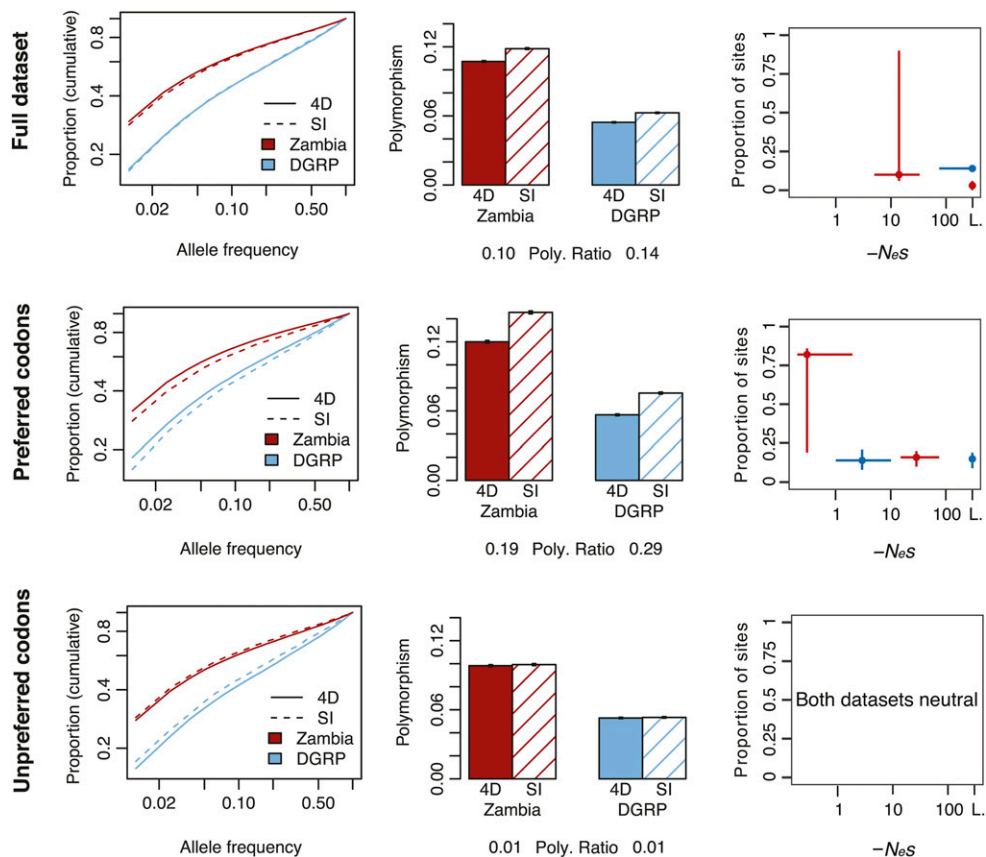 Full dataset
Proportion (cumulative)
0.8
0.4
0.2
4D
SI
Zambia
DGRP
0.02 0.10 0.50
Allele frequency
Polymorphism
0.12
0.06
0.00
4D SI 4D SI
Zambia DGRP
0.10 Poly. Ratio 0.14
Proportion of sites
1
0.75
0.5
0.25
0
1 10 100 L.
−Nes
Preferred codons
Proportion (cumulative)
0.8
0.4
0.2
4D
SI
Zambia
DGRP
0.02 0.10 0.50
Allele frequency
Polymorphism
0.12
0.06
0.00
4D SI 4D SI
Zambia DGRP
0.19 Poly. Ratio 0.29
Proportion of sites
1
0.75
0.5
0.25
0
1 10 100 L.
−Nes
Unpreferred codons
Proportion (cumulative)
0.8
0.4
0.2
4D
SI
Zambia
DGRP
0.02 0.10 0.50
Allele frequency
Polymorphism
0.12
0.06
0.00
4D SI 4D SI
Zambia DGRP
0.01 Poly. Ratio 0.01
Proportion of sites
1
0.75
0.5
0.25
0
Both datasets neutral
1 10 100 L.
−Nes